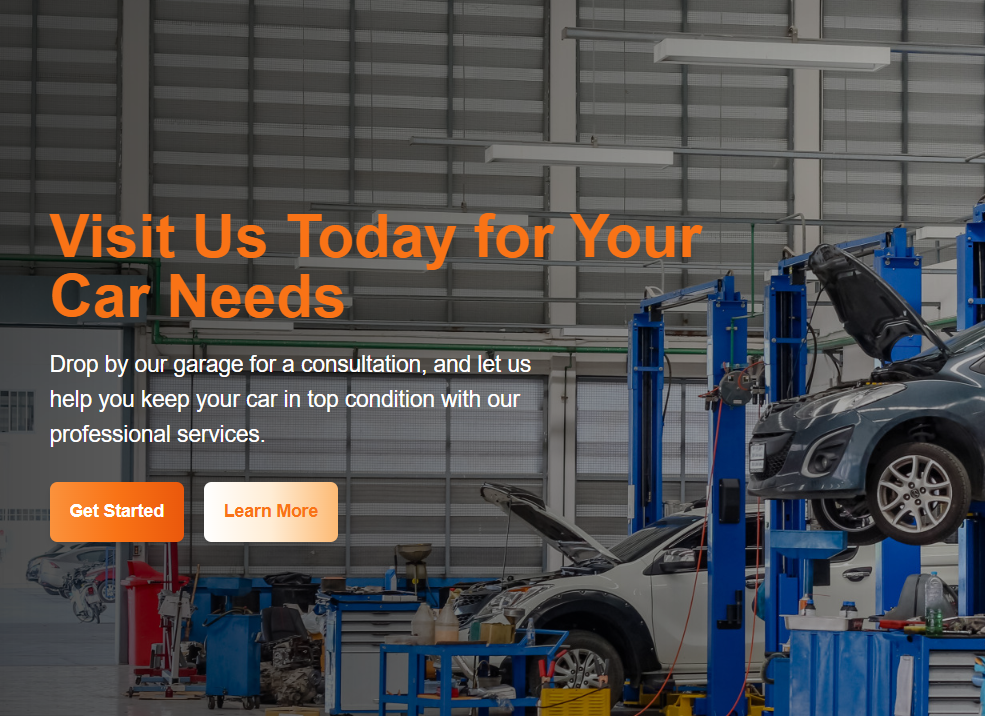 Visit Us Today for Your
Car Needs
Drop by our garage for a consultation, and let us
help you keep your car in top condition with our
professional services.
Get Started
Learn More